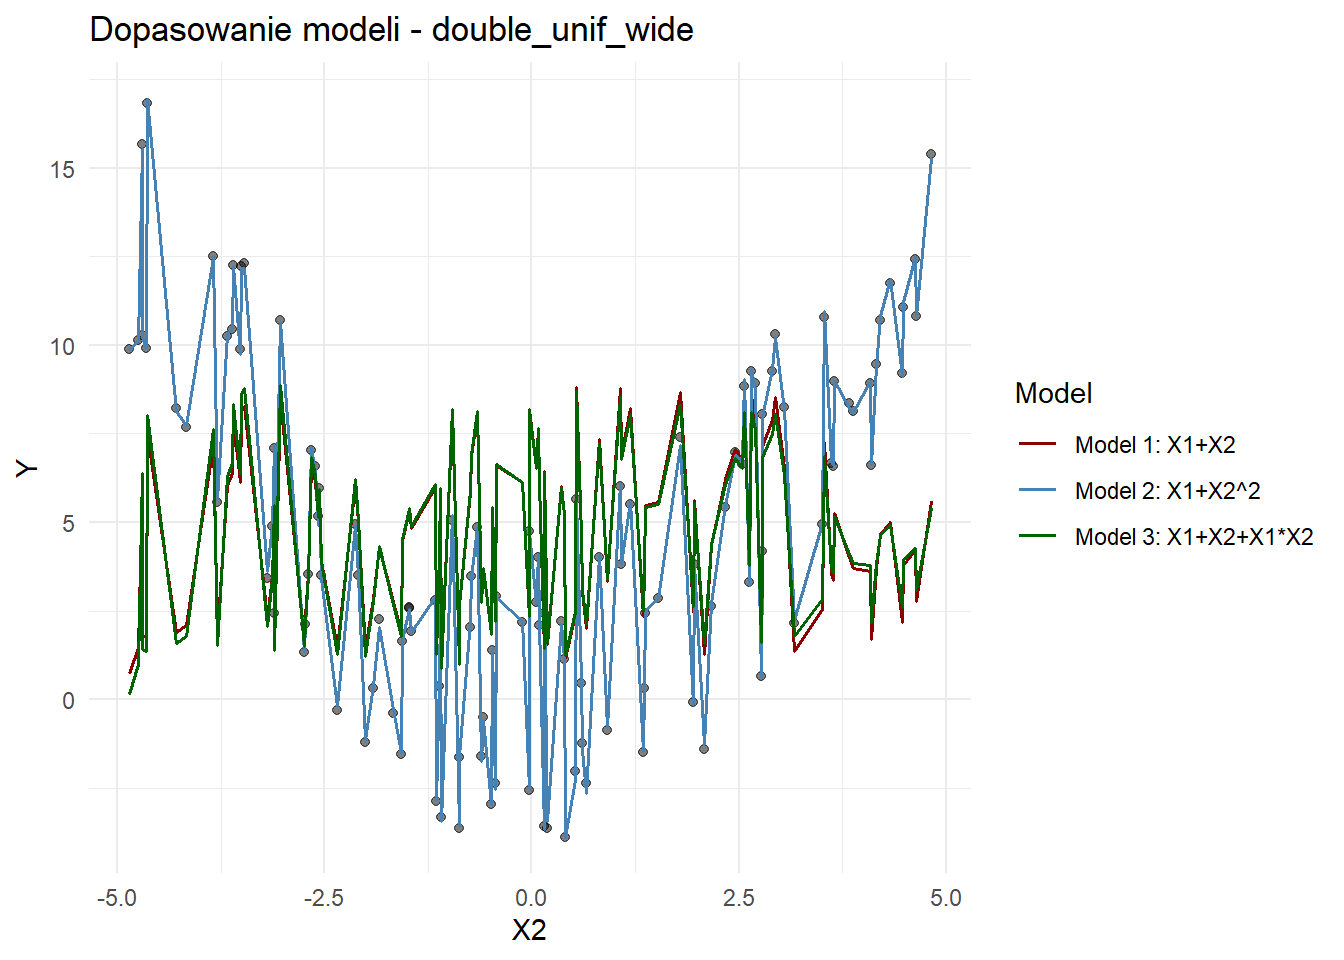 Dopasowanie modeli - double_unif_wide
15
10
5
0
Y
-5.0
-2.5
0.0
2.5
5.0
X2
Model
Model 1: X1+X2
Model 2: X1+X2^2
Model 3: X1+X2+X1*X2